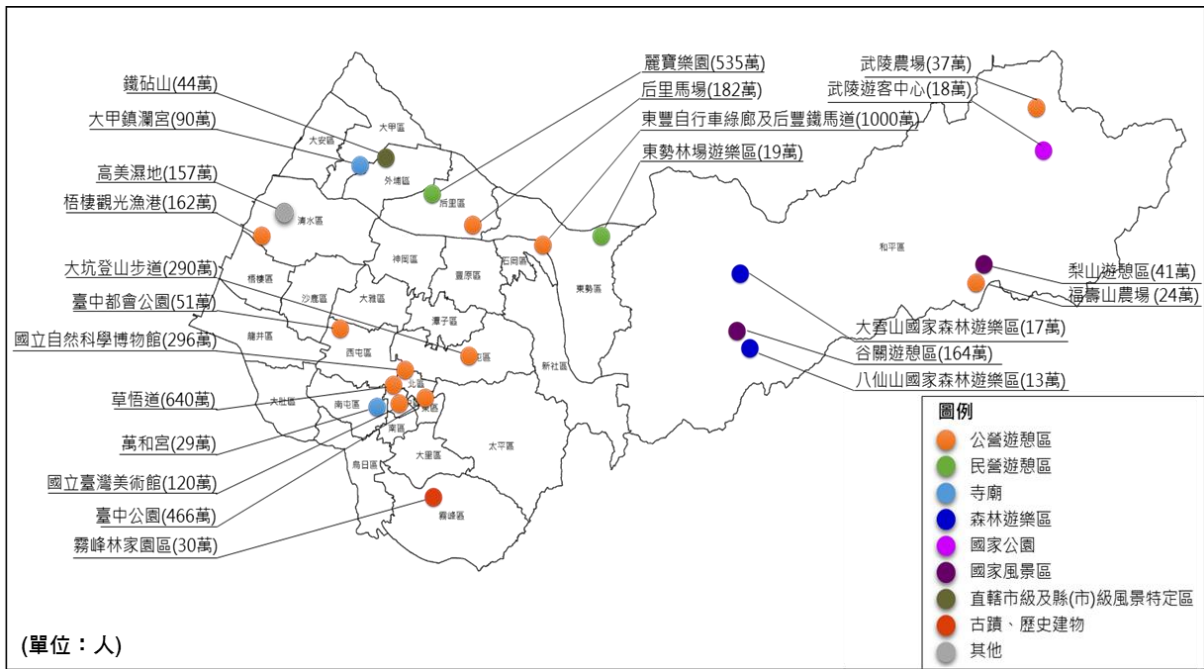 鐵砧山(44萬)
大甲鎮瀾宮(90萬)
高美濕地(157萬)
梧棲觀光漁港(162萬)
大坑登山步道(290萬)
臺中都會公園(51萬)
國立自然科學博物館(296萬)
草悟道(640萬)
萬和宮(29萬)
國立臺灣美術館(120萬)
臺中公園(466萬)
霧峰林家園區(30萬)
麗寶樂園(535萬)
后里馬場(182萬)
東豐自行車綠廊及后豐鐵馬道(1000萬)
東勢林場遊樂區(19萬)
武陵農場(37萬)
武陵遊客中心(18萬)
梨山遊憩區(41萬)
福壽山農場(24萬)
大雪山國家森林遊樂區(17萬)
谷關遊憩區(164萬)
八仙山國家森林遊樂區(13萬)
大甲區
大安區
外埔區
后里區
清水區
神岡區
豐原區
石岡區
東勢區
和平區
梧棲區
沙鹿區
大雅區
潭子區
龍井區
西屯區
屯區
新社區
大肚區
南屯區
北區
東區
南區
太平區
烏日區
大里區
霧峰區
圖例
公營遊憩區
民營遊憩區
寺廟
森林遊樂區
國家公園
國家風景區
直轄市級及縣(市)級風景特定區
古蹟、歷史建物
其他
(單位：人)